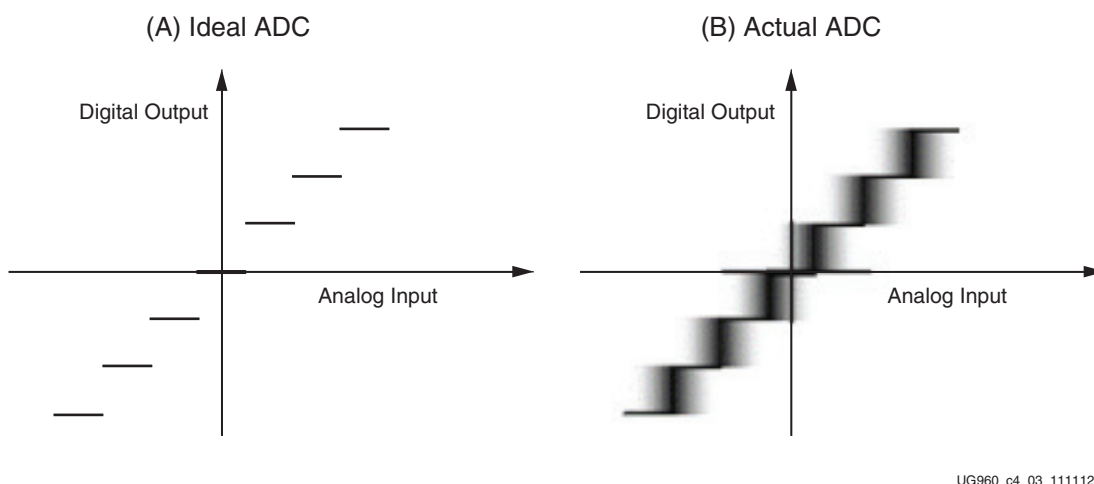 (A) Ideal ADC
(B) Actual ADC
Digital Output
Digital Output
Analog Input
Analog Input
UG960_c4_03_111112